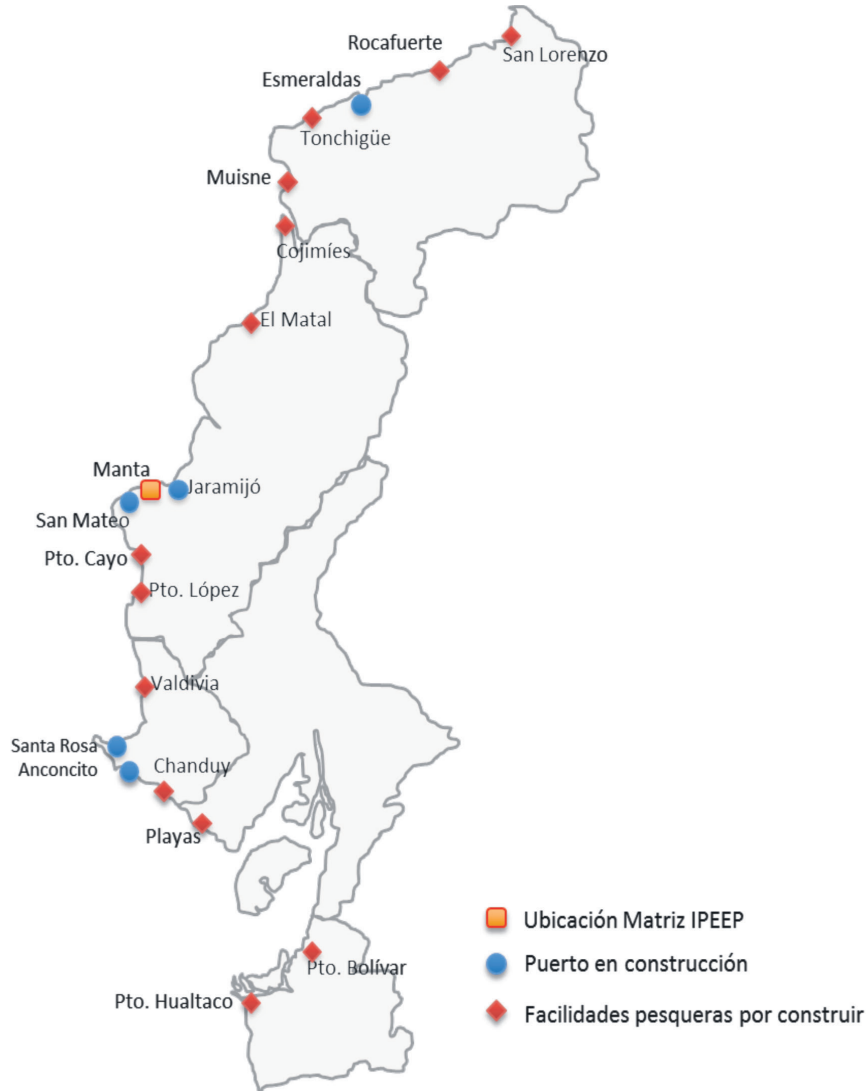 Rocafuerte
San Lorenzo
Esmeraldas
Tonchigüe
Muisne
Cojimíes
El Matal
Manta
Jaramijó
San Mateo
Pto. Cayo
Pto. López
Valdivia
Santa Rosa
Anconcito
Chanduy
Playas
Ubicación Matriz IPEEP
Puerto en construcción
Pto. Bolívar
Pto. Hualtaco
Facilidades pesqueras por construir